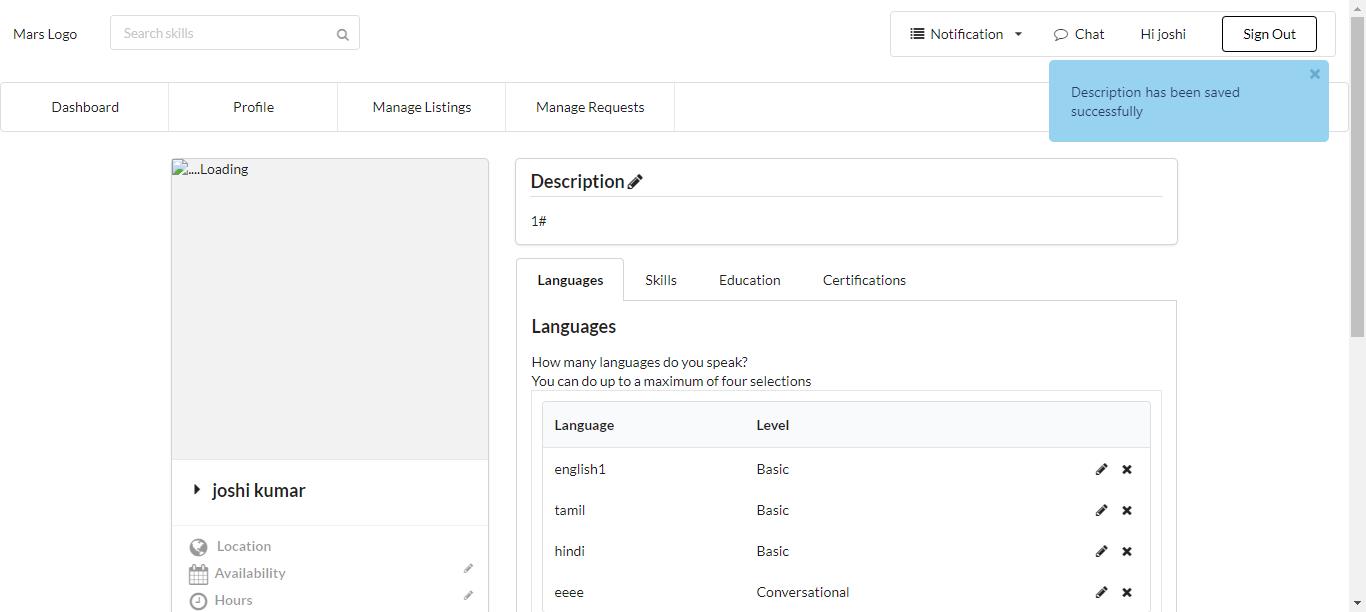 Mars Logo
Search skills
Notification
Chat
Hi joshi
Sign Out
Description has been saved
successfully
Dashboard
Profile
Manage Listings
Manage Requests
....Loading
Description
1#
Languages
Skills
Education
Certifications
Languages
How many languages do you speak?
You can do up to a maximum of four selections
Language Level
english1 Basic
tamil Basic
hindi Basic
eeee Conversational
joshi kumar
Location
Availability
Hours